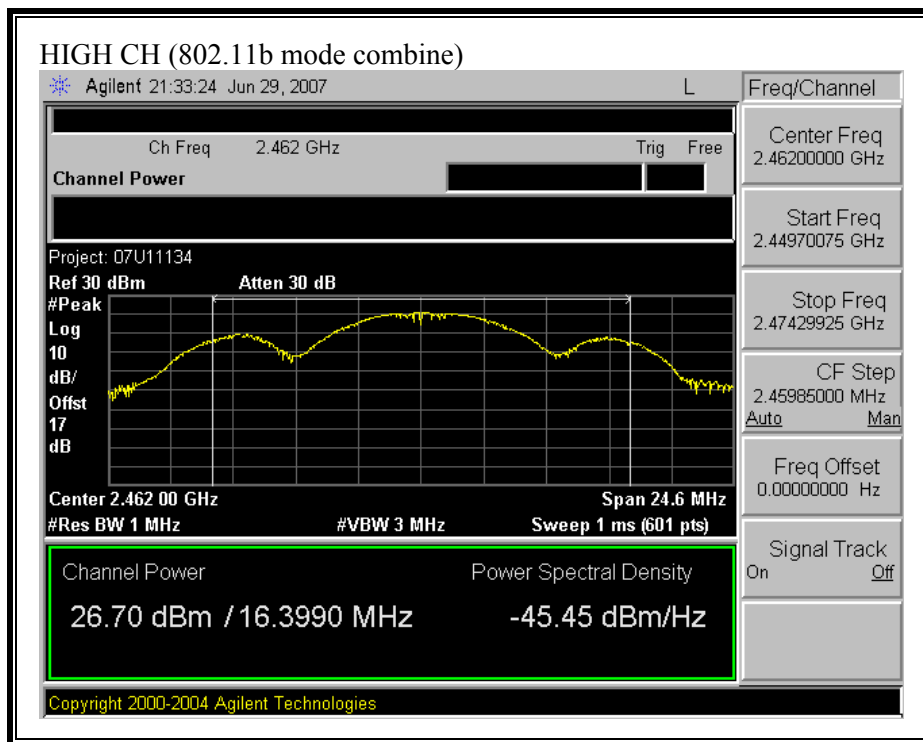 HIGH CH (802.11b mode combine)
Agilent 21:33:24 Jun 29, 2007 L
Freq/Channel
Ch Freq 2.462 GHz Trig Free
Channel Power
Center Freq
2.46200000 GHz
Start Freq
2.44970075 GHz
Stop Freq
2.47429925 GHz
CF Step
2.45985000 MHz
Auto Man
Freq Offset
0.00000000 Hz
Signal Track
On Off
Project: 07U11134
Ref 30 dBm Atten 30 dB
#Peak
Log
10
dB/
Offst
17
dB
Center 2.462 00 GHz Span 24.6 MHz
#Res BW 1 MHz #VBW 3 MHz Sweep 1 ms (601 pts)
Channel Power Power Spectral Density
26.70 dBm / 16.3990 MHz -45.45 dBm/Hz
Copyright 2000-2004 Agilent Technologies